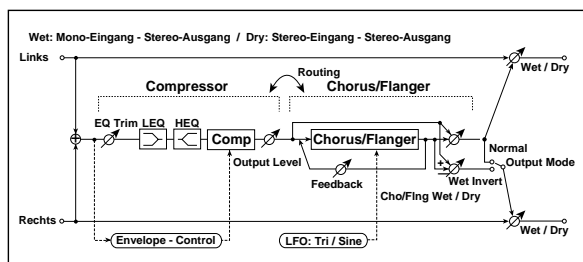 Wet: Mono-Eingang - Stereo-Ausgang / Dry: Stereo-Eingang - Stereo-Ausgang
Links
Wet / Dry
Routing
Compressor
Chorus/Flanger
EQ Trim
LEQ
HEQ
Comp
Output Level
Chorus/Flanger
Feedback
+
-
Cho/Flng Wet / Dry
Wet Invert
Normal
Output Mode
Rechts
Envelope - Control
LFO: Tri / Sine
Wet / Dry